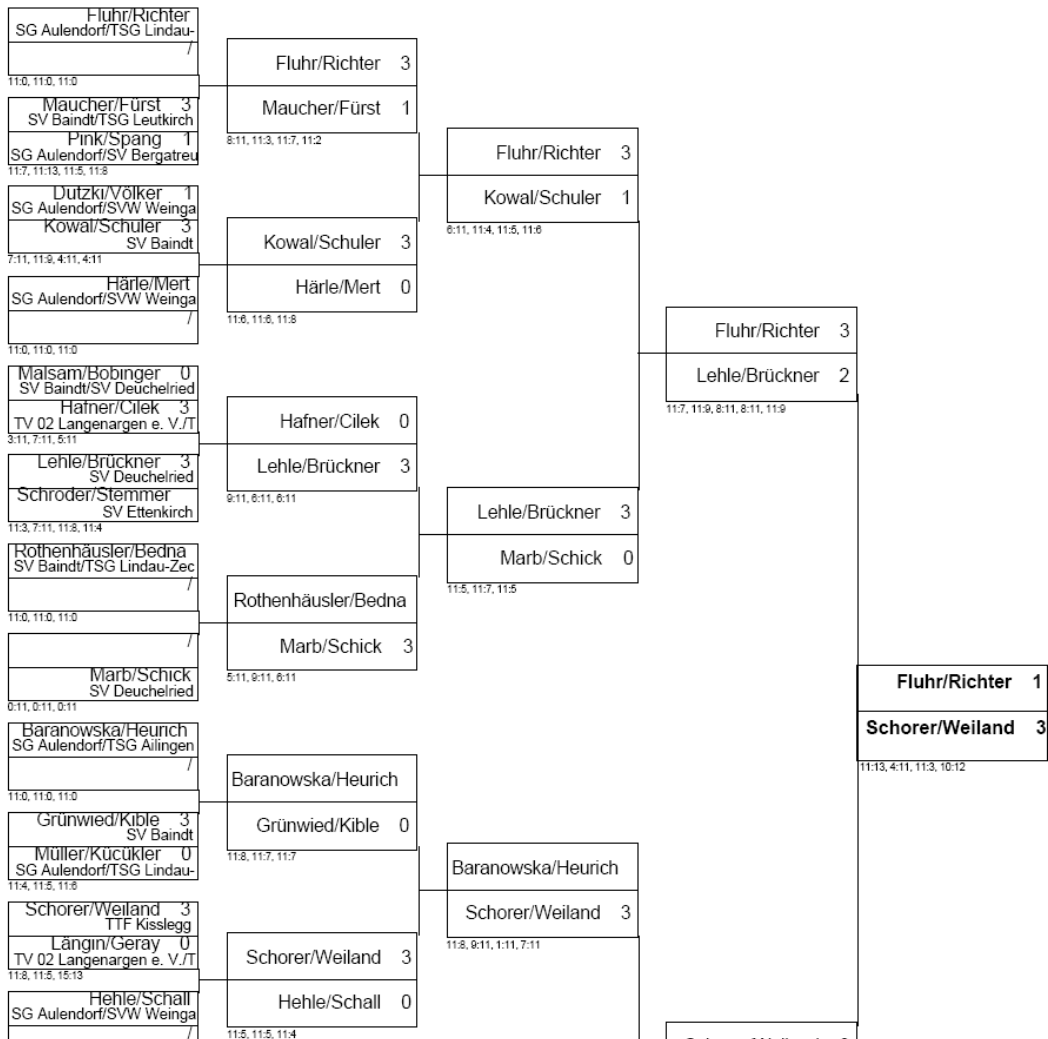 Fluhr/Richter
SG Aulendorf/TSG Lindau-
/
11:0, 11:0, 11:0
Maucher/Fürst 3
SV Baindt/TSG Leutkirch
Pink/Spang 1
SG Aulendorf/SV Bergatreu
11:7, 11:13, 11:5, 11:8
Dutzki/Völker 1
SG Aulendorf/SVW Weinga
Kowal/Schuler 3
SV Baindt
7:11, 11:9, 4:11, 4:11
Härle/Mert
SG Aulendorf/SVW Weinga
/
11:0, 11:0, 11:0
Malsam/Bobinger 0
SV Baindt/SV Deuchelried
Hafner/Cilek 3
TV 02 Langenargen e. V./T
3:11, 7:11, 5:11
Lehle/Brückner 3
SV Deuchelried
Schroder/Stemmer
SV Ettenkirch
11:3, 7:11, 11:8, 11:4
Rothenhäusler/Bedna
SV Baindt/TSG Lindau-Zec
/
11:0, 11:0, 11:0
/
Marb/Schick
SV Deuchelried
0:11, 0:11, 0:11
Baranowska/Heurich
SG Aulendorf/TSG Ailingen
/
11:0, 11:0, 11:0
Grünwied/Kible 3
SV Baindt
Müller/Kücükler 0
SG Aulendorf/TSG Lindau-
11:4, 11:5, 11:6
Schorer/Weiland 3
TTF Kisslegg
Längin/Geray 0
TV 02 Langenargen e. V./T
11:8, 11:5, 15:13
Hehle/Schall
SG Aulendorf/SVW Weinga
/
Fluhr/Richter 3
Maucher/Fürst 1
8:11, 11:3, 11:7, 11:2
Kowal/Schuler 3
Härle/Mert 0
11:6, 11:6, 11:8
Hafner/Cilek 0
Lehle/Brückner 3
9:11, 6:11, 6:11
Rothenhäusler/Bedna
Marb/Schick 3
5:11, 9:11, 6:11
Baranowska/Heurich
Grünwied/Kible 0
11:8, 11:7, 11:7
Schorer/Weiland 3
Hehle/Schall 0
11:5, 11:5, 11:4
Fluhr/Richter 3
Kowal/Schuler 1
6:11, 11:4, 11:5, 11:6
Lehle/Brückner 3
Marb/Schick 0
11:5, 11:7, 11:5
Baranowska/Heurich
Schorer/Weiland 3
11:8, 9:11, 1:11, 7:11
Fluhr/Richter 3
Lehle/Brückner 2
11:7, 11:9, 8:11, 8:11, 11:9
Fluhr/Richter 1
Schorer/Weiland 3
11:13, 4:11, 11:3, 10:12